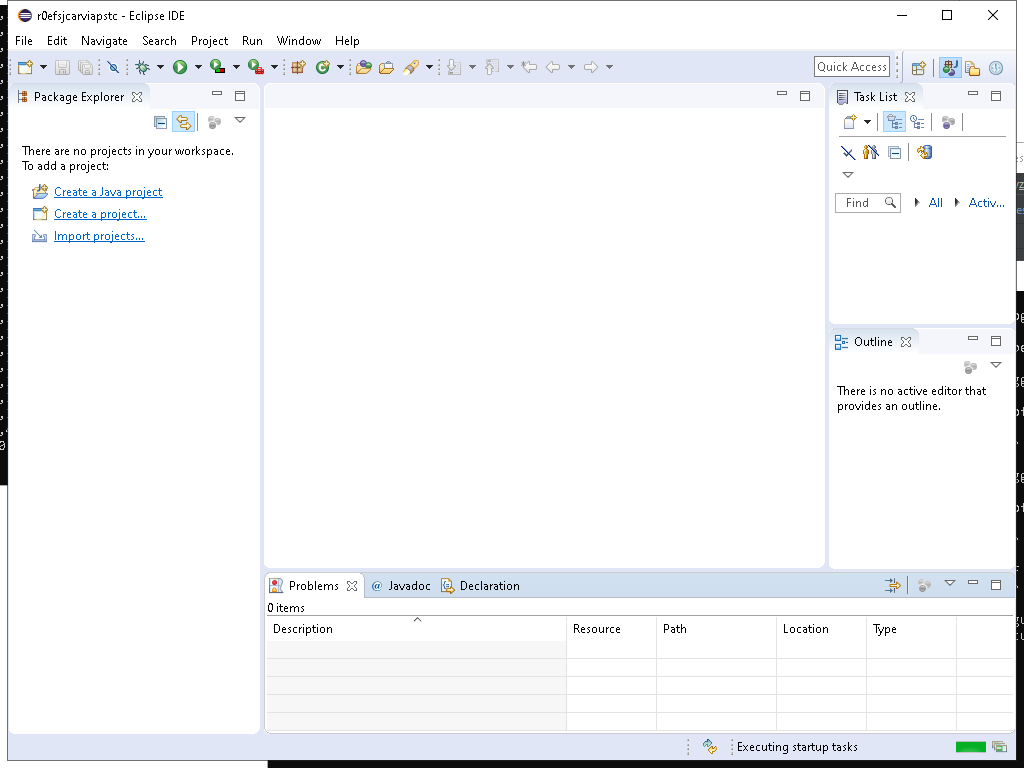 r0efsjcarviapstc - Eclipse IDE
File Edit Navigate Search Project Run Window Help
Quick Access
Package Explorer
Task List
There are no projects in your workspace.
To add a project:
Create a Java project
Create a project...
Import projects...
Find All Activ...
Outline
There is no active editor that
provides an outline.
Problems @ Javadoc Declaration
0 items
Description Resource Path Location Type
Executing startup tasks